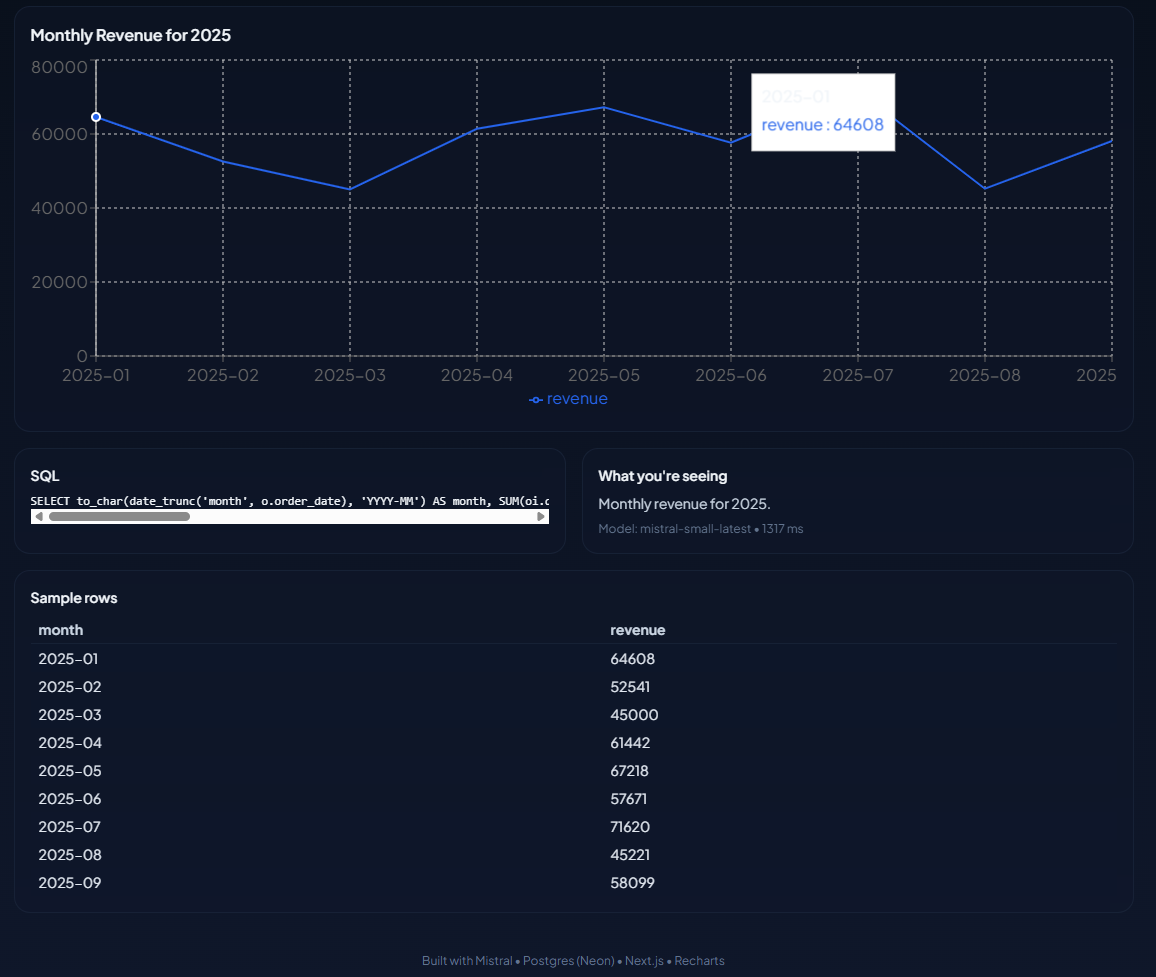 Monthly Revenue for 2025
80000
60000
40000
20000
0
2025-01
revenue : 64608
2025-01 2025-02 2025-03 2025-04 2025-05 2025-06 2025-07 2025-08 2025
revenue
SQL
SELECT to_char(date_trunc('month', o.order_date), 'YYYY-MM') AS month, SUM(oi.
What you're seeing
Monthly revenue for 2025.
Model: mistral-small-latest • 1317 ms
Sample rows
month revenue
2025-01 64608
2025-02 52541
2025-03 45000
2025-04 61442
2025-05 67218
2025-06 57671
2025-07 71620
2025-08 45221
2025-09 58099
Built with Mistral • Postgres (Neon) • Next.js • Recharts